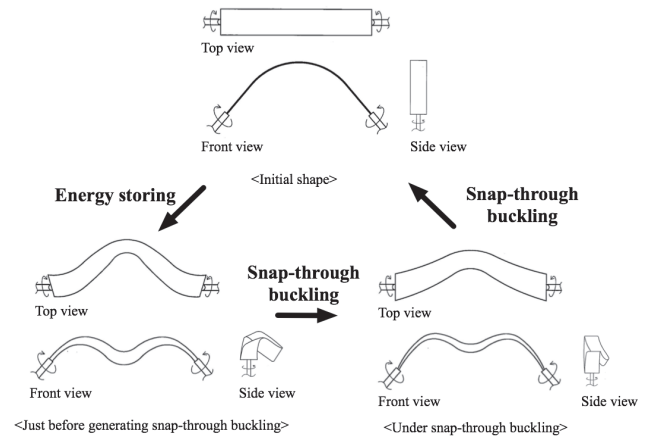 Top view
Front view
Side view
<Initial shape>
Energy storing
Snap-through
buckling
Snap-through
buckling
Top view
Top view
Front view
Side view
Front view
Side view
<Just before generating snap-through buckling>
<Under snap-through buckling>